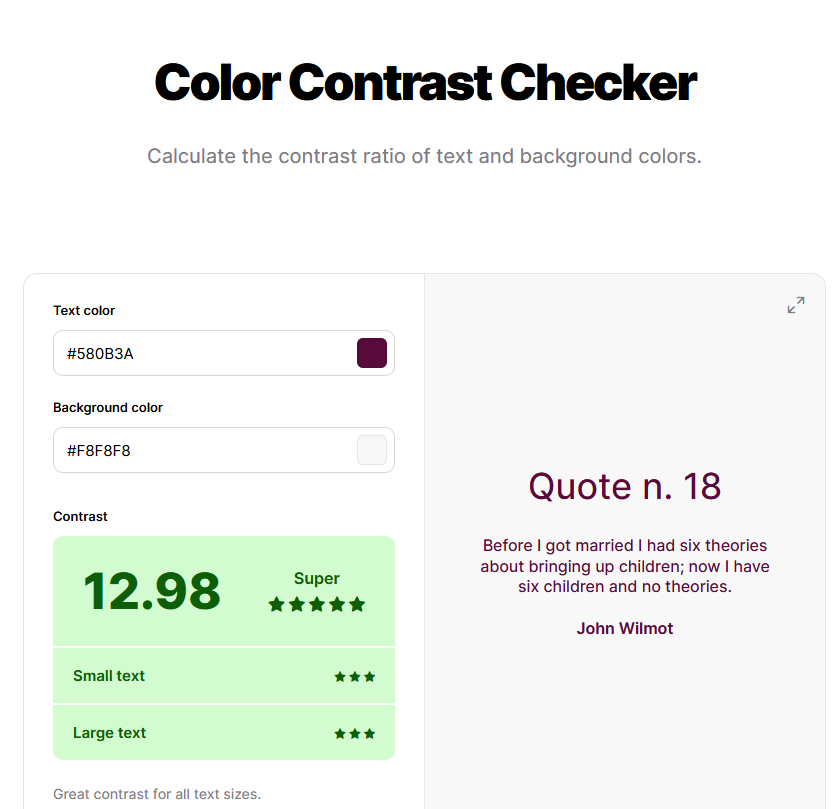 Color Contrast Checker
Calculate the contrast ratio of text and background colors.
Text color
#580B3A
Background color
#F8F8F8
Contrast
12.98
Super
Small text
Large text
Great contrast for all text sizes.
Quote n. 18
Before I got married I had six theories
about bringing up children; now I have
six children and no theories.
John Wilmot